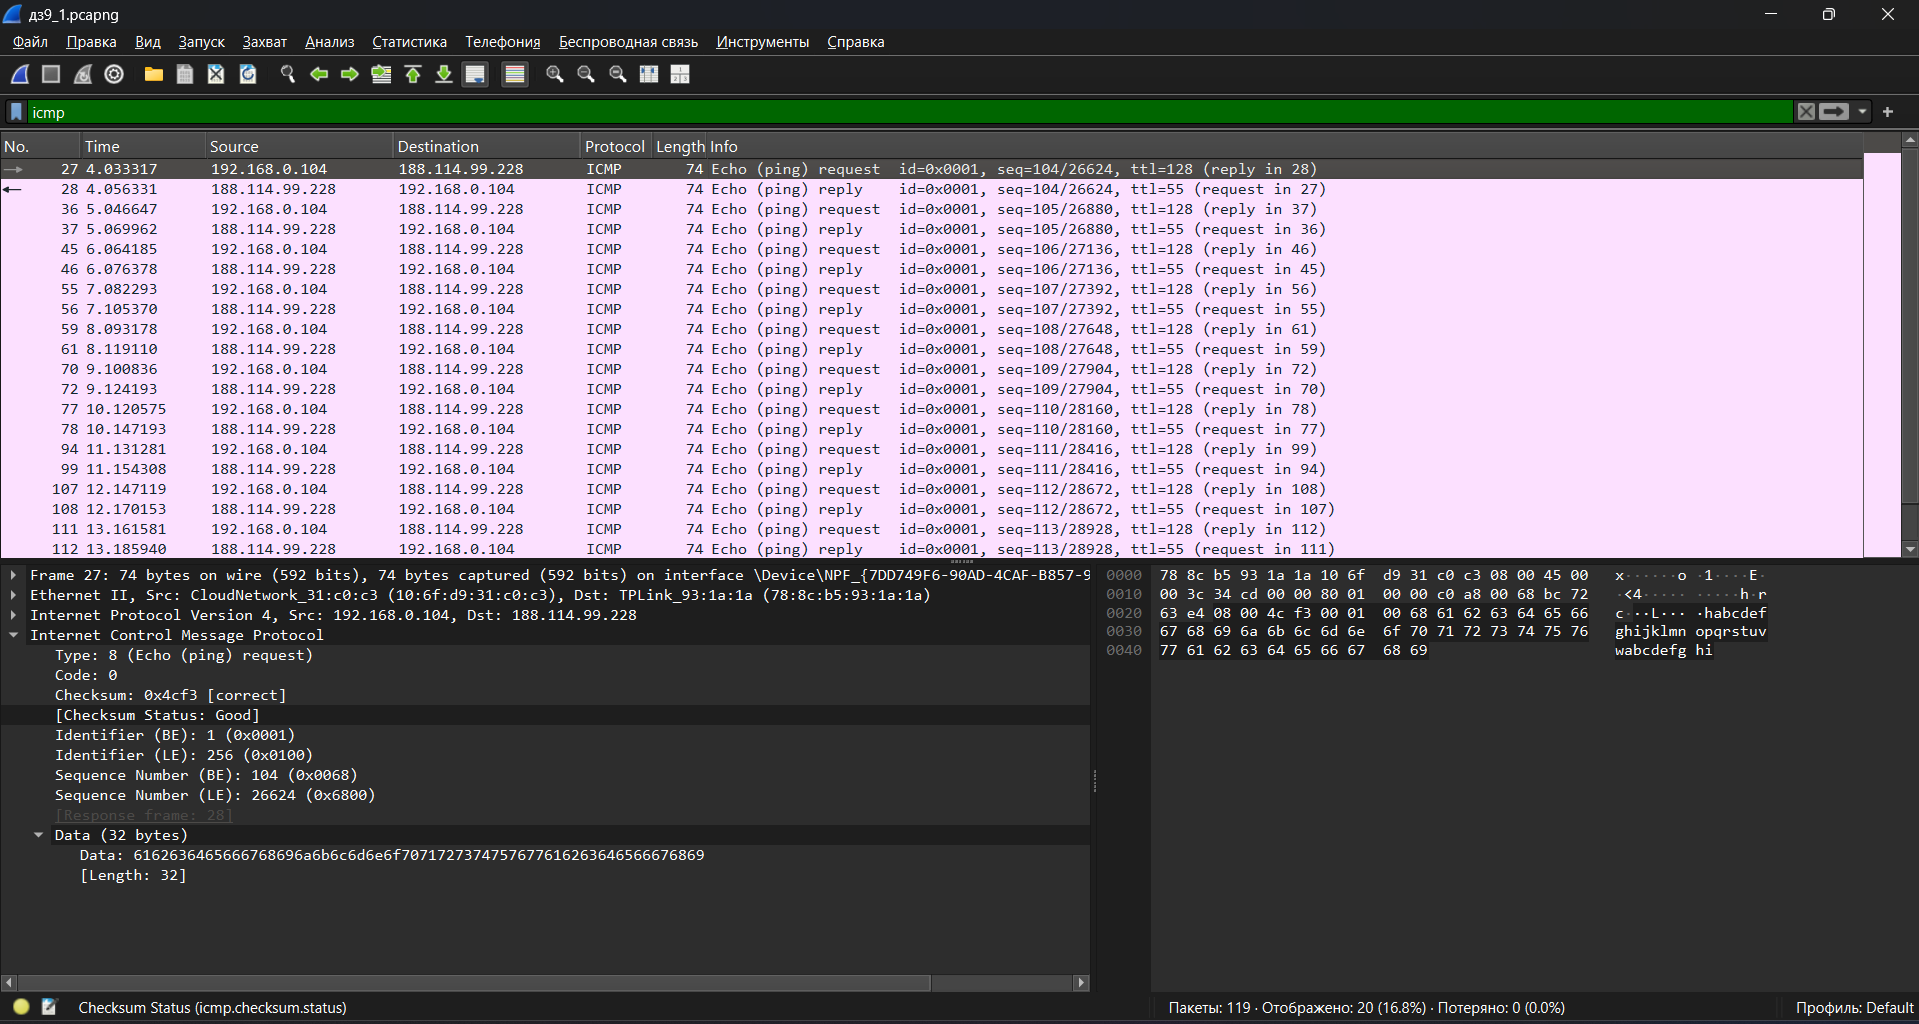 дз9_1.pcapng
Файл Правка Вид Запуск Захват Анализ Статистика Телефония Беспроводная связь Инструменты Справка
icmp
No. Time Source Destination Protocol Length Info
27 4.033317 192.168.0.104 188.114.99.228 ICMP 74 Echo (ping) request id=0x0001, seq=104/26624, ttl=128 (reply in 28)
28 4.056331 188.114.99.228 192.168.0.104 ICMP 74 Echo (ping) reply id=0x0001, seq=104/26624, ttl=55 (request in 27)
36 5.046647 192.168.0.104 188.114.99.228 ICMP 74 Echo (ping) request id=0x0001, seq=105/26880, ttl=128 (reply in 37)
37 5.069962 188.114.99.228 192.168.0.104 ICMP 74 Echo (ping) reply id=0x0001, seq=105/26880, ttl=55 (request in 36)
45 6.064185 192.168.0.104 188.114.99.228 ICMP 74 Echo (ping) request id=0x0001, seq=106/27136, ttl=128 (reply in 46)
46 6.076378 188.114.99.228 192.168.0.104 ICMP 74 Echo (ping) reply id=0x0001, seq=106/27136, ttl=55 (request in 45)
55 7.082293 192.168.0.104 188.114.99.228 ICMP 74 Echo (ping) request id=0x0001, seq=107/27392, ttl=128 (reply in 56)
56 7.105370 188.114.99.228 192.168.0.104 ICMP 74 Echo (ping) reply id=0x0001, seq=107/27392, ttl=55 (request in 55)
59 8.093178 192.168.0.104 188.114.99.228 ICMP 74 Echo (ping) request id=0x0001, seq=108/27648, ttl=128 (reply in 61)
61 8.119110 188.114.99.228 192.168.0.104 ICMP 74 Echo (ping) reply id=0x0001, seq=108/27648, ttl=55 (request in 59)
70 9.100836 192.168.0.104 188.114.99.228 ICMP 74 Echo (ping) request id=0x0001, seq=109/27904, ttl=128 (reply in 72)
72 9.124193 188.114.99.228 192.168.0.104 ICMP 74 Echo (ping) reply id=0x0001, seq=109/27904, ttl=55 (request in 70)
77 10.120575 192.168.0.104 188.114.99.228 ICMP 74 Echo (ping) request id=0x0001, seq=110/28160, ttl=128 (reply in 78)
78 10.147193 188.114.99.228 192.168.0.104 ICMP 74 Echo (ping) reply id=0x0001, seq=110/28160, ttl=55 (request in 77)
94 11.131281 192.168.0.104 188.114.99.228 ICMP 74 Echo (ping) request id=0x0001, seq=111/28416, ttl=128 (reply in 99)
99 11.154308 188.114.99.228 192.168.0.104 ICMP 74 Echo (ping) reply id=0x0001, seq=111/28416, ttl=55 (request in 94)
107 12.147119 192.168.0.104 188.114.99.228 ICMP 74 Echo (ping) request id=0x0001, seq=112/28672, ttl=128 (reply in 108)
108 12.170153 188.114.99.228 192.168.0.104 ICMP 74 Echo (ping) reply id=0x0001, seq=112/28672, ttl=55 (request in 107)
111 13.161581 192.168.0.104 188.114.99.228 ICMP 74 Echo (ping) request id=0x0001, seq=113/28928, ttl=128 (reply in 112)
112 13.185940 188.114.99.228 192.168.0.104 ICMP 74 Echo (ping) reply id=0x0001, seq=113/28928, ttl=55 (request in 111)
Frame 27: 74 bytes on wire (592 bits), 74 bytes captured (592 bits) on interface \Device\NPF_{7DD749F6-90AD-4CAF-B857-9
Ethernet II, Src: CloudNetwork_31:c0:c3 (10:6f:d9:31:c0:c3), Dst: TPLink_93:1a:1a (78:8c:b5:93:1a:1a)
Internet Protocol Version 4, Src: 192.168.0.104, Dst: 188.114.99.228
Internet Control Message Protocol
Type: 8 (Echo (ping) request)
Code: 0
Checksum: 0x4cf3 [correct]
[Checksum Status: Good]
Identifier (BE): 1 (0x0001)
Identifier (LE): 256 (0x0100)
Sequence Number (BE): 104 (0x0068)
Sequence Number (LE): 26624 (0x6800)
[Response frame: 28]
Data (32 bytes)
Data: 6162636465666768696a6b6c6d6e6f7071727374757677616263646566676869
[Length: 32]
0000 78 8c b5 93 1a 1a 10 6f d9 31 c0 c3 08 00 45 00 x······o ·1····E·
0010 00 3c 34 cd 00 00 80 01 00 00 c0 a8 00 68 bc 72 ·<4····· ·····h·r
0020 63 e4 08 00 4c f3 00 01 00 68 61 62 63 64 65 66 c···L··· ·habcdef
0030 67 68 69 6a 6b 6c 6d 6e 6f 70 71 72 73 74 75 76 ghijklmn opqrstuv
0040 77 61 62 63 64 65 66 67 68 69 wabcdefg hi
Checksum Status (icmp.checksum.status)
Пакеты: 119 · Отображено: 20 (16.8%) · Потеряно: 0 (0.0%)
Профиль: Default